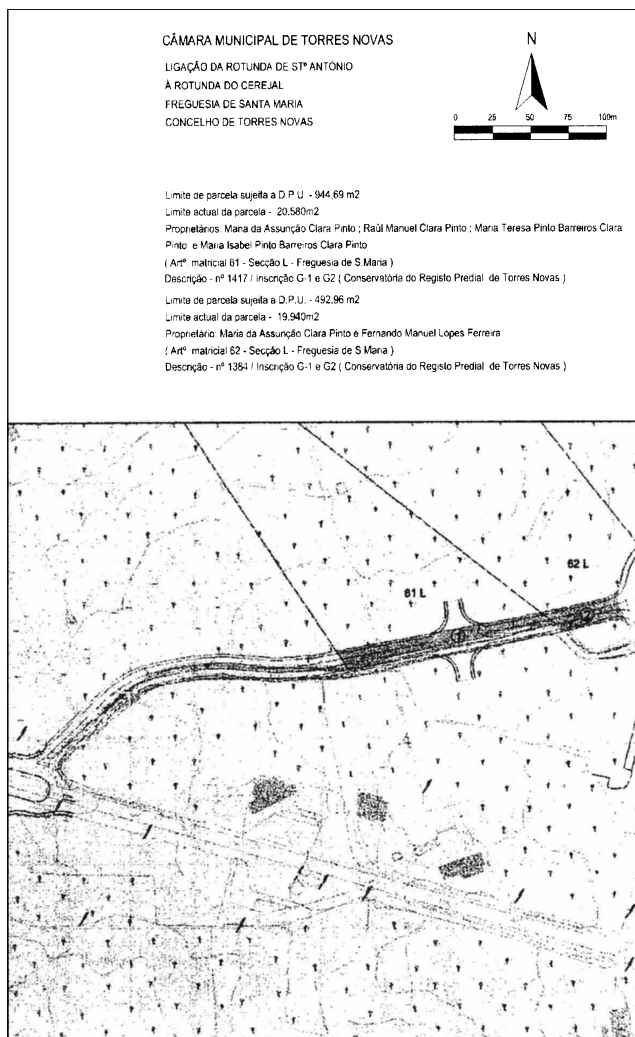 CÂMARA MUNICIPAL DE TORRES NOVAS
LIGAÇÃO DA ROTUNDA DE STº ANTÓNIO
À ROTUNDA DO CEREJAL
FREGUESIA DE SANTA MARIA
CONCELHO DE TORRES NOVAS
N
0 25 50 75 100m
Limite de parcela sujeita a D.P.U. - 944,69 m2
Limite actual da parcela - 20.580m2
Proprietários: Maria da Assunção Clara Pinto ; Raúl Manuel Clara Pinto ; Maria Teresa Pinto Barreiros Clara
Pinto e Maria Isabel Pinto Barreiros Clara Pinto
( Artº matricial 61 - Secção L - Freguesia de S.Maria )
Descrição - nº 1417 / Inscrição G-1 e G2 ( Conservatória do Registo Predial de Torres Novas )
Limite de parcela sujeita a D.P.U. - 492,96 m2
Limite actual da parcela - 19.940m2
Proprietário: Maria da Assunção Clara Pinto e Fernando Manuel Lopes Ferreira
( Artº matricial 62 - Secção L - Freguesia de S.Maria )
Descrição - nº 1384 / Inscrição G-1 e G2 ( Conservatória do Registo Predial de Torres Novas )
62 L
61 L